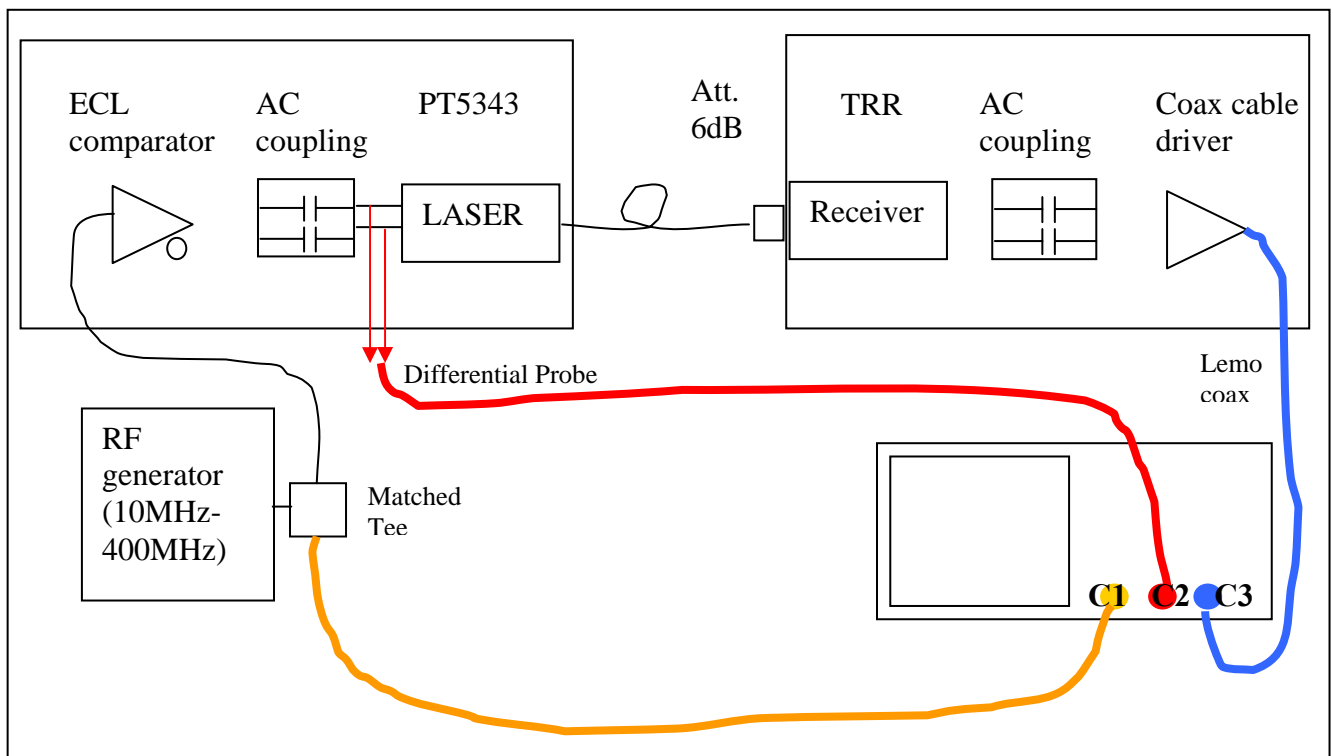 ECL
comparator
AC
coupling
PT5343
LASER
Att.
6dB
TRR
Receiver
AC
coupling
Coax cable
driver
Differential Probe
Lemo
coax
RF
generator
(10MHz-
400MHz)
Matched
Tee
C1
C2
C3